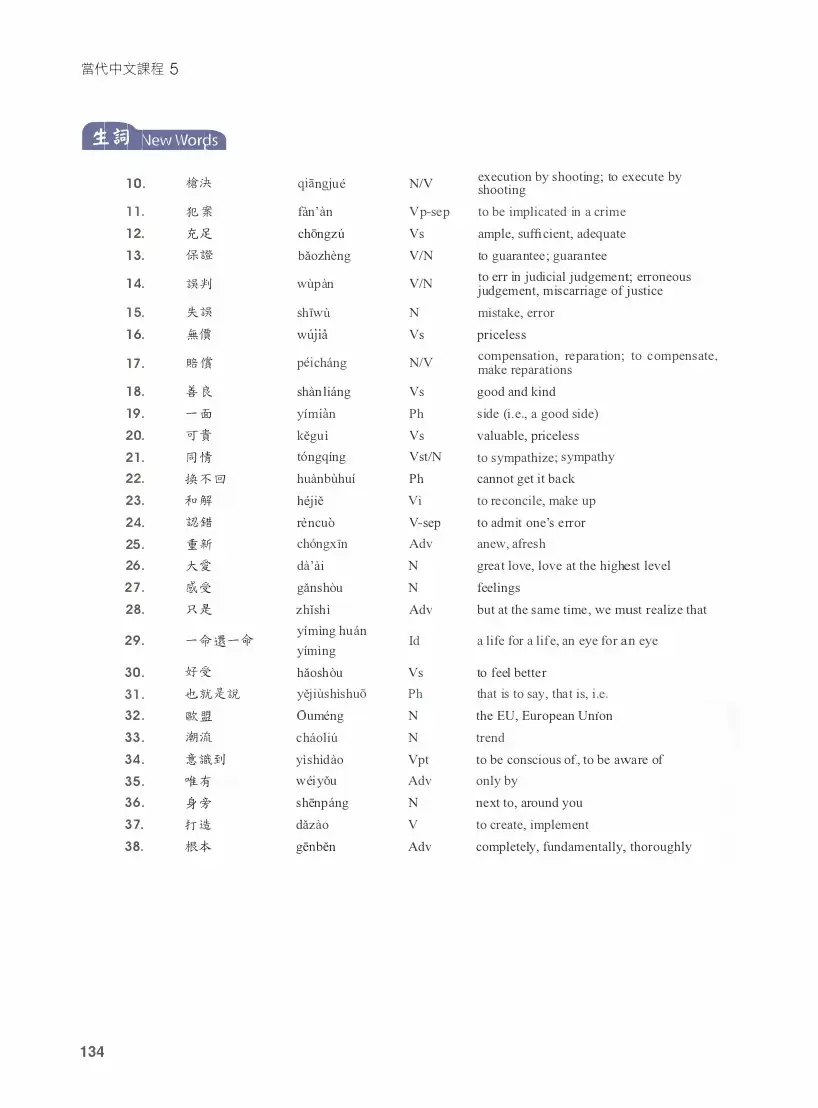 當代中文課程 5
生詞 New Words
10. 槍決 qiāngjué N/V execution by shooting; to execute by shooting
11. 犯案 fàn’àn Vp-sep to be implicated in a crime
12. 充足 chōngzú Vs ample, sufficient, adequate
13. 保證 bǎozhèng V/N to guarantee; guarantee
14. 誤判 wùpàn V/N to err in judicial judgement; erroneous judgement, miscarriage of justice
15. 失誤 shīwù N mistake, error
16. 無價 wújià Vs priceless
17. 賠償 péicháng N/V compensation, reparation; to compensate, make reparations
18. 善良 shànliáng Vs good and kind
19. 一面 yímiàn Ph side (i.e., a good side)
20. 可貴 kěguì Vs valuable, priceless
21. 同情 tóngqíng Vst/N to sympathize; sympathy
22. 換不回 huànbùhuí Ph cannot get it back
23. 和解 héjiě Vi to reconcile, make up
24. 認錯 rèncuò V-sep to admit one’s error
25. 重新 chóngxīn Adv anew, afresh
26. 大愛 dà’ài N great love, love at the highest level
27. 感受 gǎnshòu N feelings
28. 只是 zhǐshì Adv but at the same time, we must realize that
29. 一命還一命 yímìng huán yímìng Id a life for a life, an eye for an eye
30. 好受 hǎoshòu Vs to feel better
31. 也就是說 yějiùshìshuō Ph that is to say, that is, i.e.
32. 歐盟 Ōuméng N the EU, European Union
33. 潮流 cháoliú N trend
34. 意識到 yìshìdào Vpt to be conscious of, to be aware of
35. 唯有 wéiyǒu Adv only by
36. 身旁 shēnpáng N next to, around you
37. 打造 dǎzào V to create, implement
38. 根本 gēnběn Adv completely, fundamentally, thoroughly
134